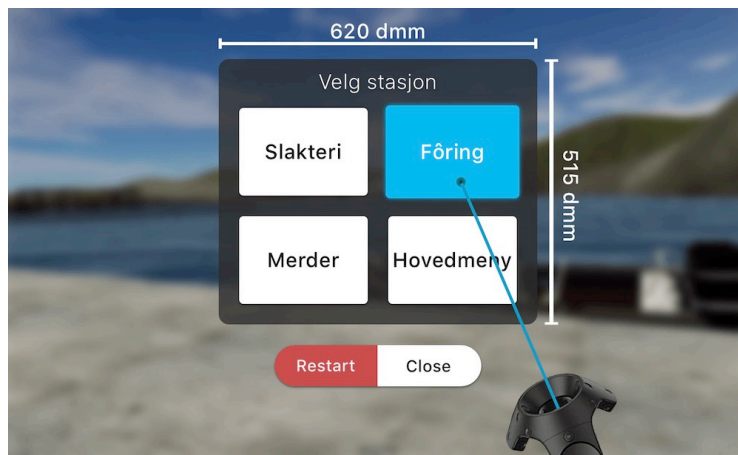 620 dmm
Velg stasjon
Slakteri
Fôring
515 dmm
Merder
Hovedmeny
Restart
Close